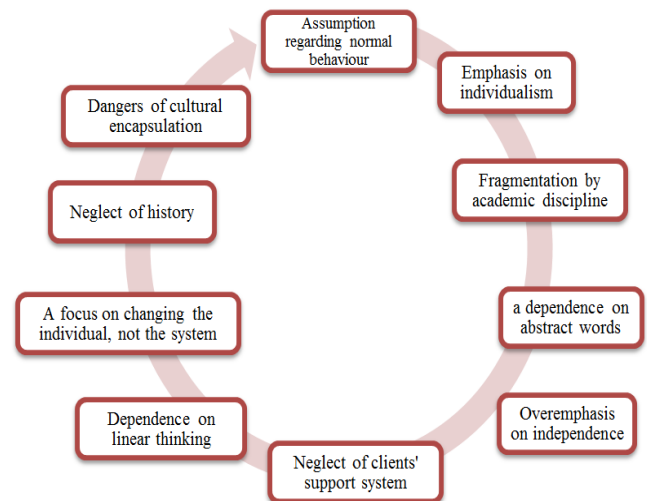 Assumption
regarding normal
behaviour
Emphasis on
individualism
Fragmentation by
academic discipline
a dependence on
abstract words
Overemphasis
on independence
Neglect of clients'
support system
Dependence on
linear thinking
A focus on changing the
individual, not the system
Neglect of history
Dangers of cultural
encapsulation